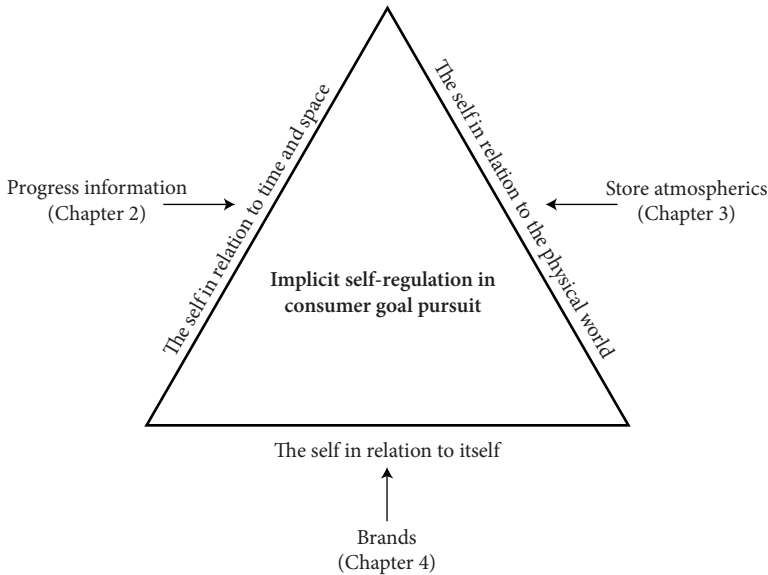 The self in relation to time and space
The self in relation to the physical world
Progress information
(Chapter 2)
Store atmospherics
(Chapter 3)
Implicit self-regulation in
consumer goal pursuit
The self in relation to itself
Brands
(Chapter 4)